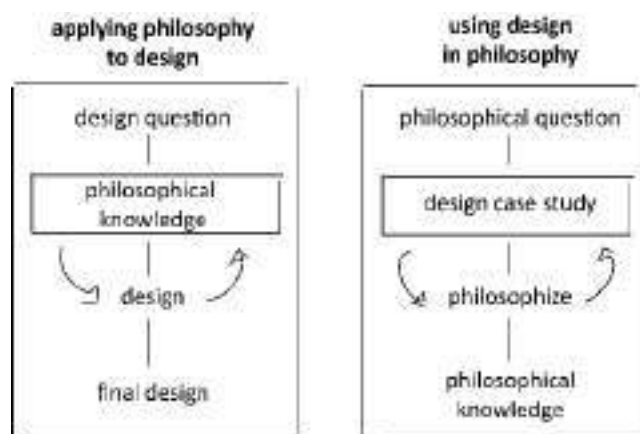 applying philosophy
to design
design question
philosophical
knowledge
design
final design
using design
in philosophy
philosophical question
design case study
philosophize
philosophical
knowledge